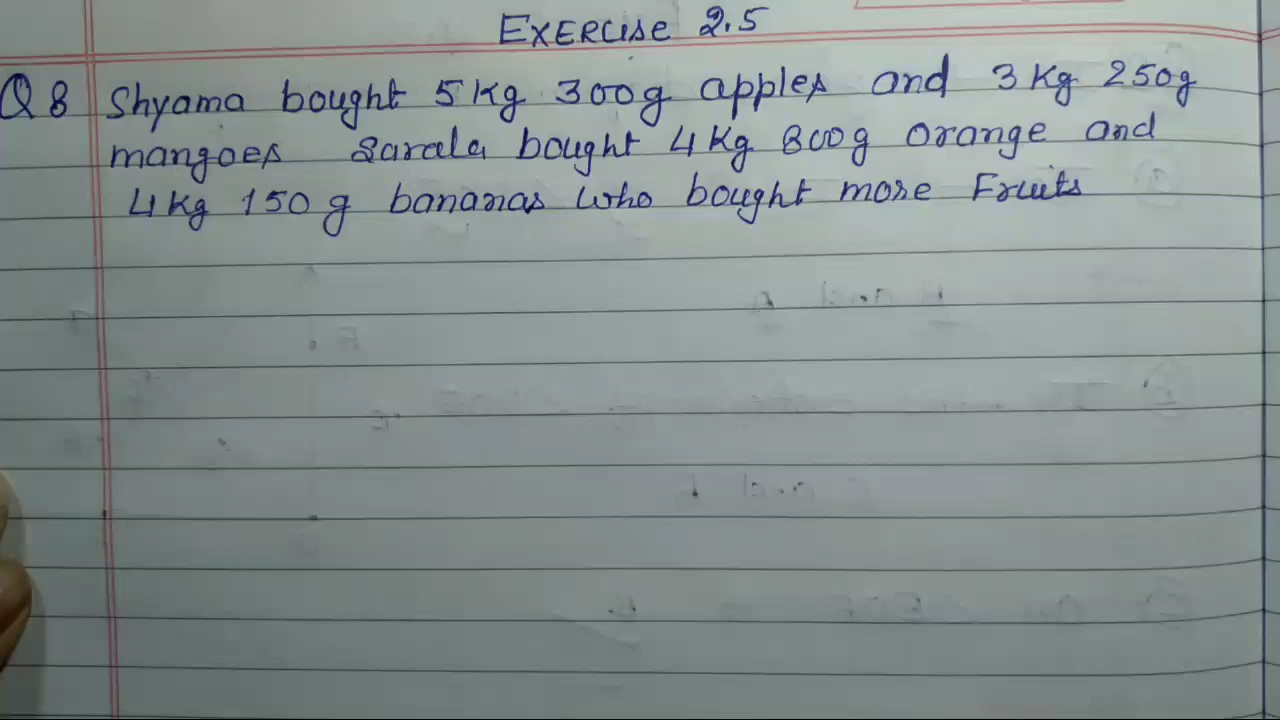 EXERCISE 2.5
Q 8 Shyama bought 5 Kg 300g apples and 3 Kg 250g
mangoes Sarala bought 4 Kg 800g orange and
4 Kg 150 g bananas who bought more Fruits